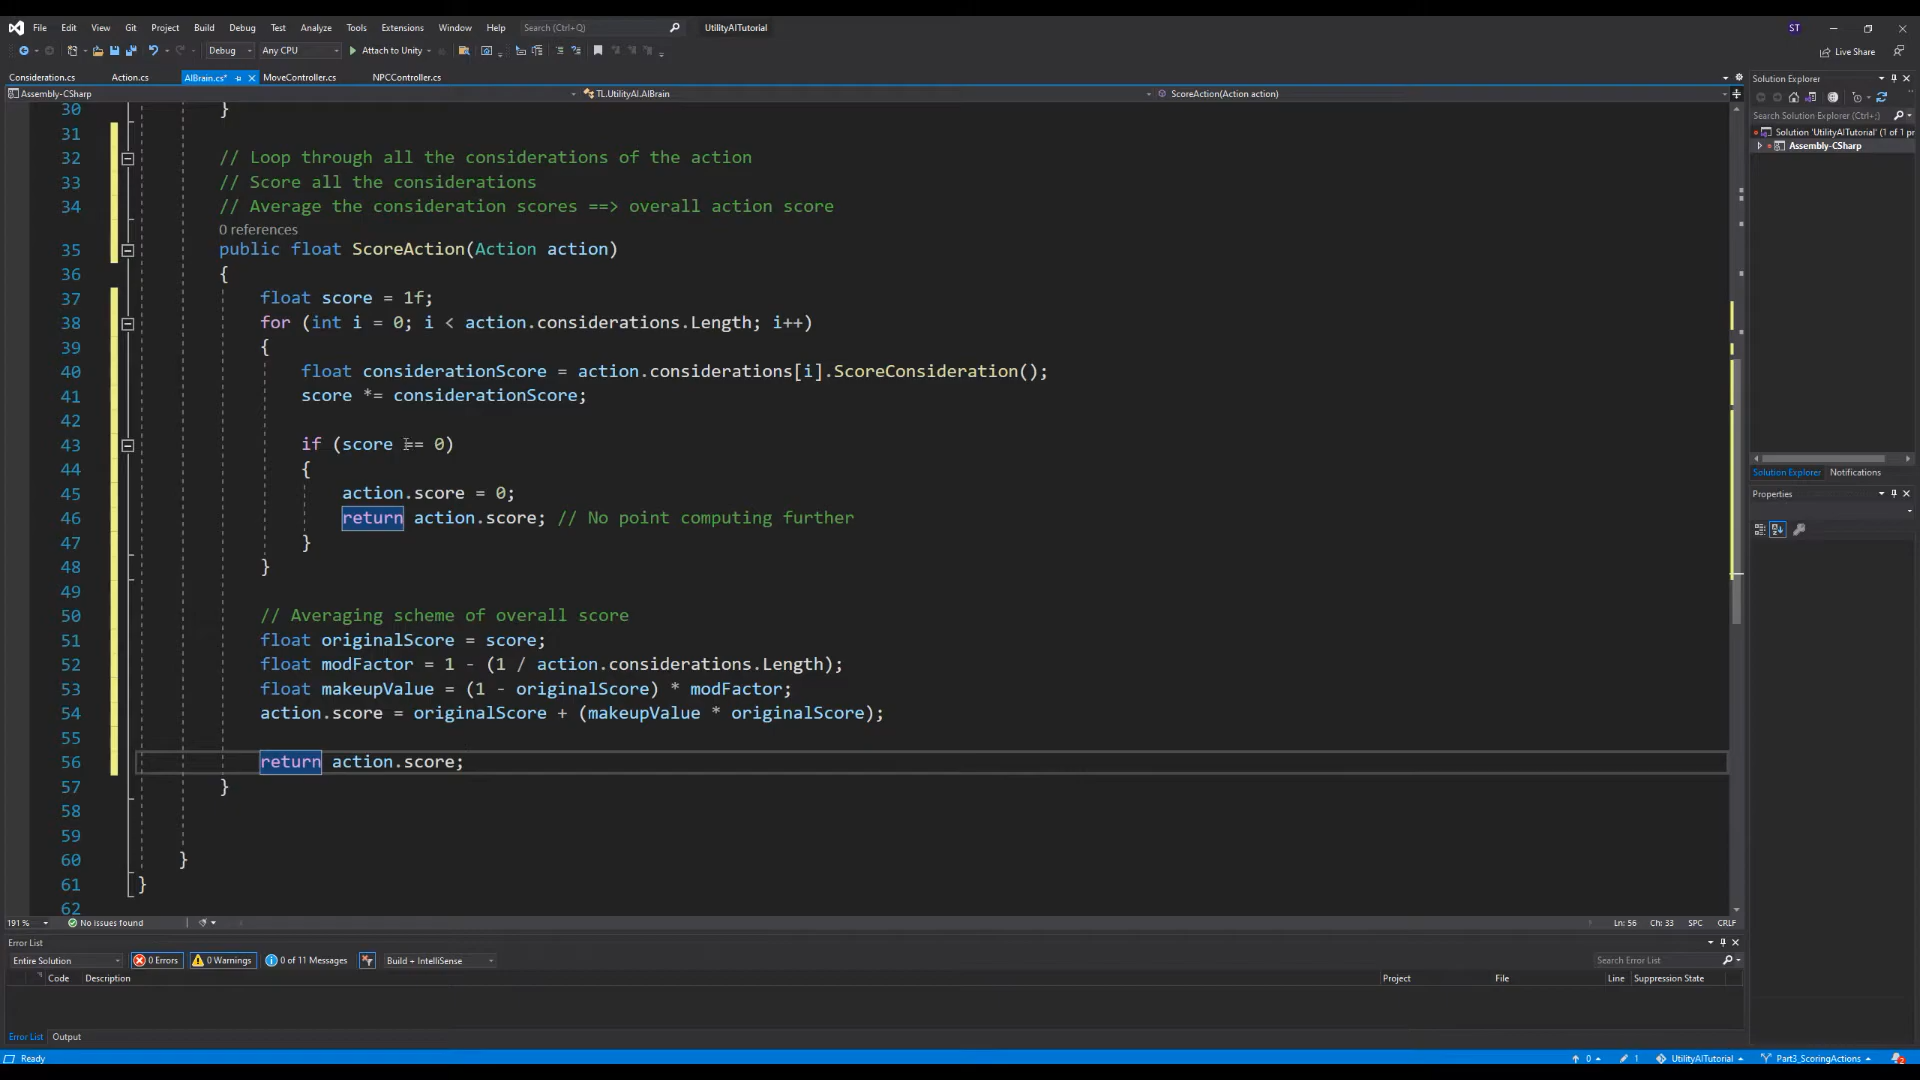 File Edit View Git Project Build Debug Test Analyze Tools Extensions Window Help Search (Ctrl+Q) UtilityAITutorial ST
Debug Any CPU Attach to Unity Live Share
Consideration.cs Action.cs AIBrain.cs* MoveController.cs NPCController.cs
Assembly-CSharp TL.UtilityAI.AIBrain ScoreAction(Action action)
30 }
31
32 // Loop through all the considerations of the action
33 // Score all the considerations
34 // Average the consideration scores ==> overall action score
0 references
35 public float ScoreAction(Action action)
36 {
37 float score = 1f;
38 for (int i = 0; i < action.considerations.Length; i++)
39 {
40 float considerationScore = action.considerations[i].ScoreConsideration();
41 score *= considerationScore;
42
43 if (score == 0)
44 {
45 action.score = 0;
46 return action.score; // No point computing further
47 }
48 }
49
50 // Averaging scheme of overall score
51 float originalScore = score;
52 float modFactor = 1 - (1 / action.considerations.Length);
53 float makeupValue = (1 - originalScore) * modFactor;
54 action.score = originalScore + (makeupValue * originalScore);
55
56 return action.score;
57 }
58
59
60 }
61 }
62
191 % No issues found Ln: 56 Ch: 33 SPC CRLF
Solution Explorer
Search Solution Explorer (Ctrl+;)
Solution 'UtilityAITutorial' (1 of 1 pr
Assembly-CSharp
Solution Explorer Notifications
Properties
Error List
Entire Solution 0 Errors 0 Warnings 0 of 11 Messages Build + IntelliSense Search Error List
Code Description Project File Line Suppression State
Error List Output
Ready 0 1 UtilityAITutorial Part3_ScoringActions 2